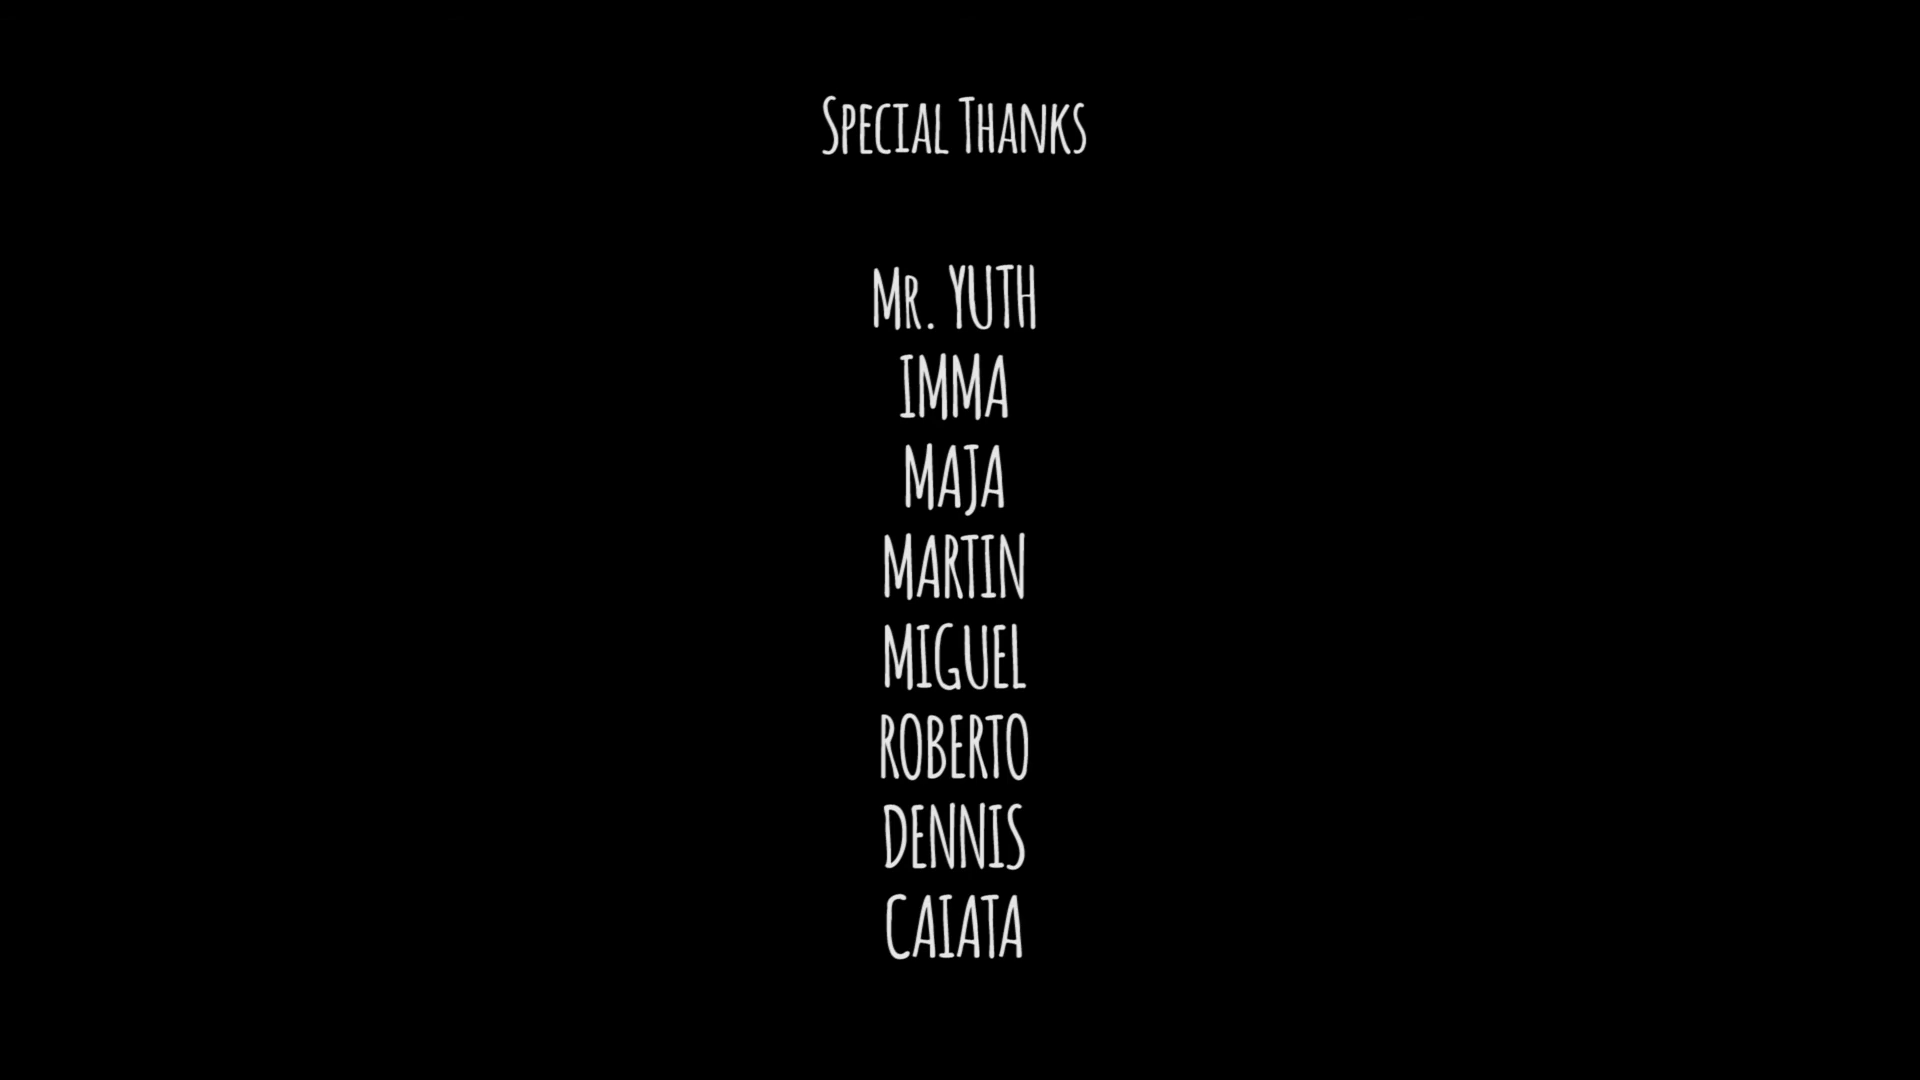 Special Thanks
Mr. YUTH
IMMA
MAJA
MARTIN
MIGUEL
ROBERTO
DENNIS
CAIATA